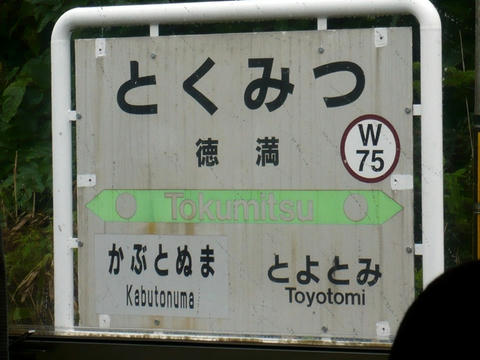 とくみつ
徳満
W
75
Tokumitsu
かぶとぬま
Kabutonuma
とよとみ
Toyotomi